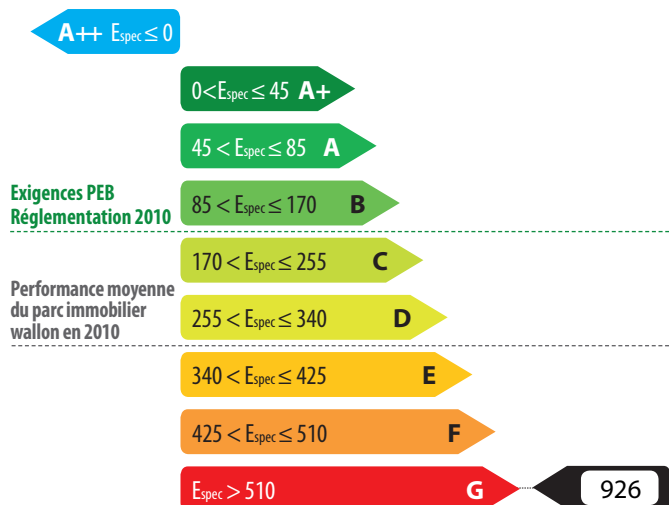 A++ Espec ≤ 0
0<Espec ≤ 45 A+
45 < Espec ≤ 85 A
Exigences PEB
Réglementation 2010
85 < Espec ≤ 170 B
170 < Espec ≤ 255 C
Performance moyenne
du parc immobilier
wallon en 2010
255 < Espec ≤ 340 D
340 < Espec ≤ 425 E
425 < Espec ≤ 510 F
Espec > 510 G
926